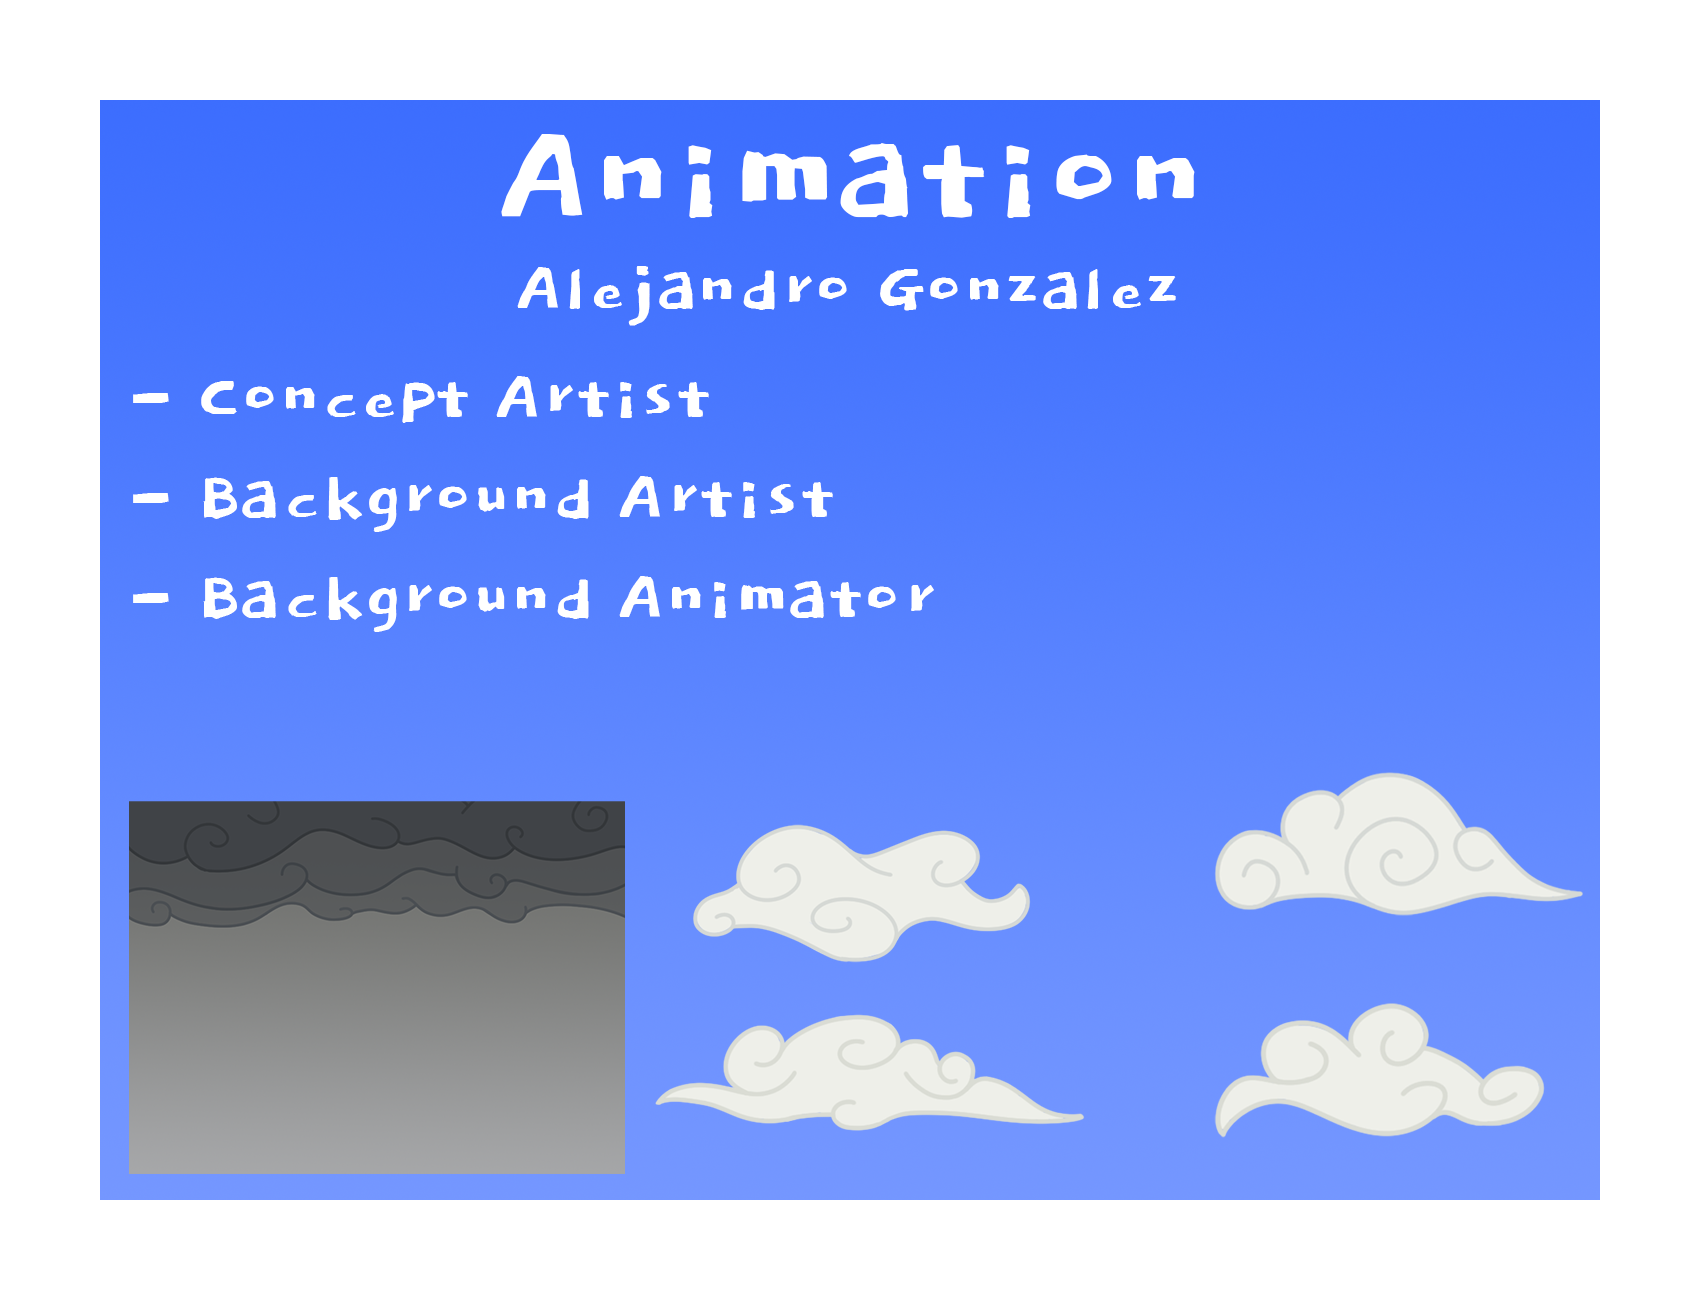 Animation
Alejandro Gonzalez
- Concept Artist
- Background Artist
- Background Animator